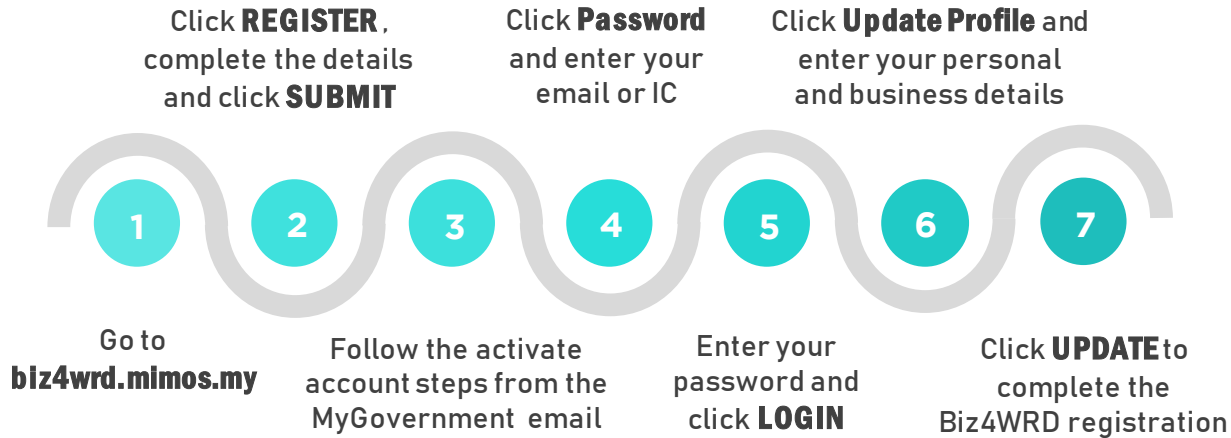 Click REGISTER,
complete the details
and click SUBMIT
Click Password
and enter your
email or IC
Click Update Profile and
enter your personal
and business details
1
2
3
4
5
6
7
Go to
biz4wrd.mimos.my
Follow the activate
account steps from the
MyGovernment email
Enter your
password and
click LOGIN
Click UPDATE to
complete the
Biz4WRD registration